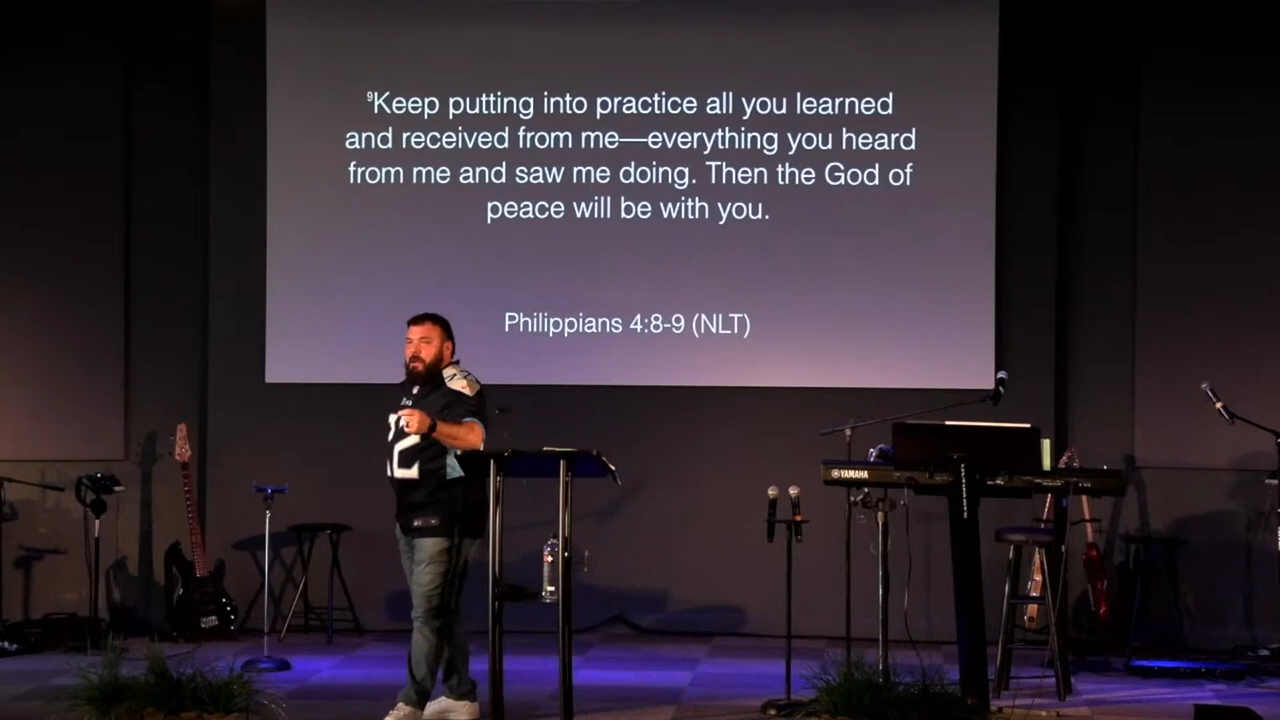 ⁹Keep putting into practice all you learned
and received from me—everything you heard
from me and saw me doing. Then the God of
peace will be with you.
Philippians 4:8-9 (NLT)
22
YAMAHA